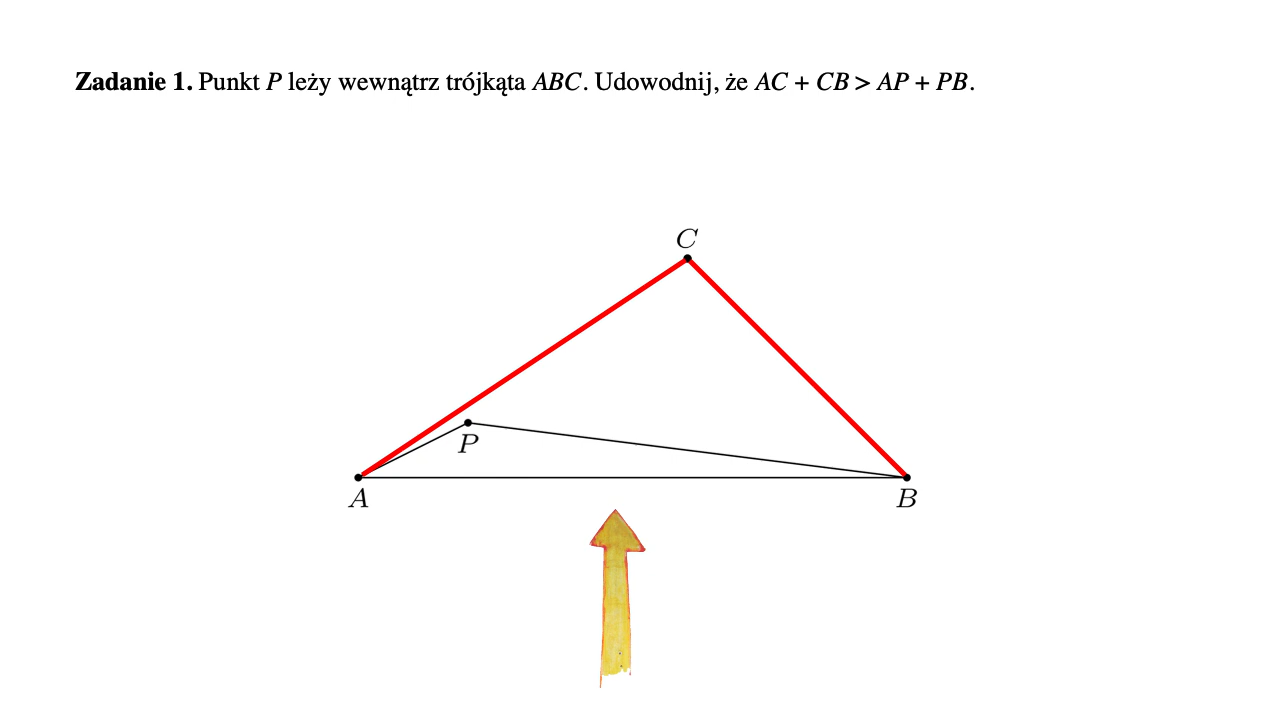 Zadanie 1. Punkt P leży wewnątrz trójkąta ABC. Udowodnij, że AC + CB > AP + PB.
C
P
A
B